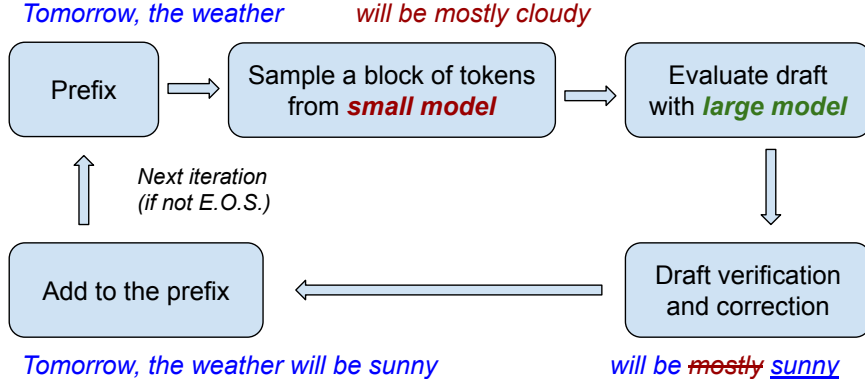 Tomorrow, the weather will be mostly cloudy
Prefix
Sample a block of tokens
from small model
Evaluate draft
with large model
Next iteration
(if not E.O.S.)
Add to the prefix
Draft verification
and correction
Tomorrow, the weather will be sunny
will be mostly sunny